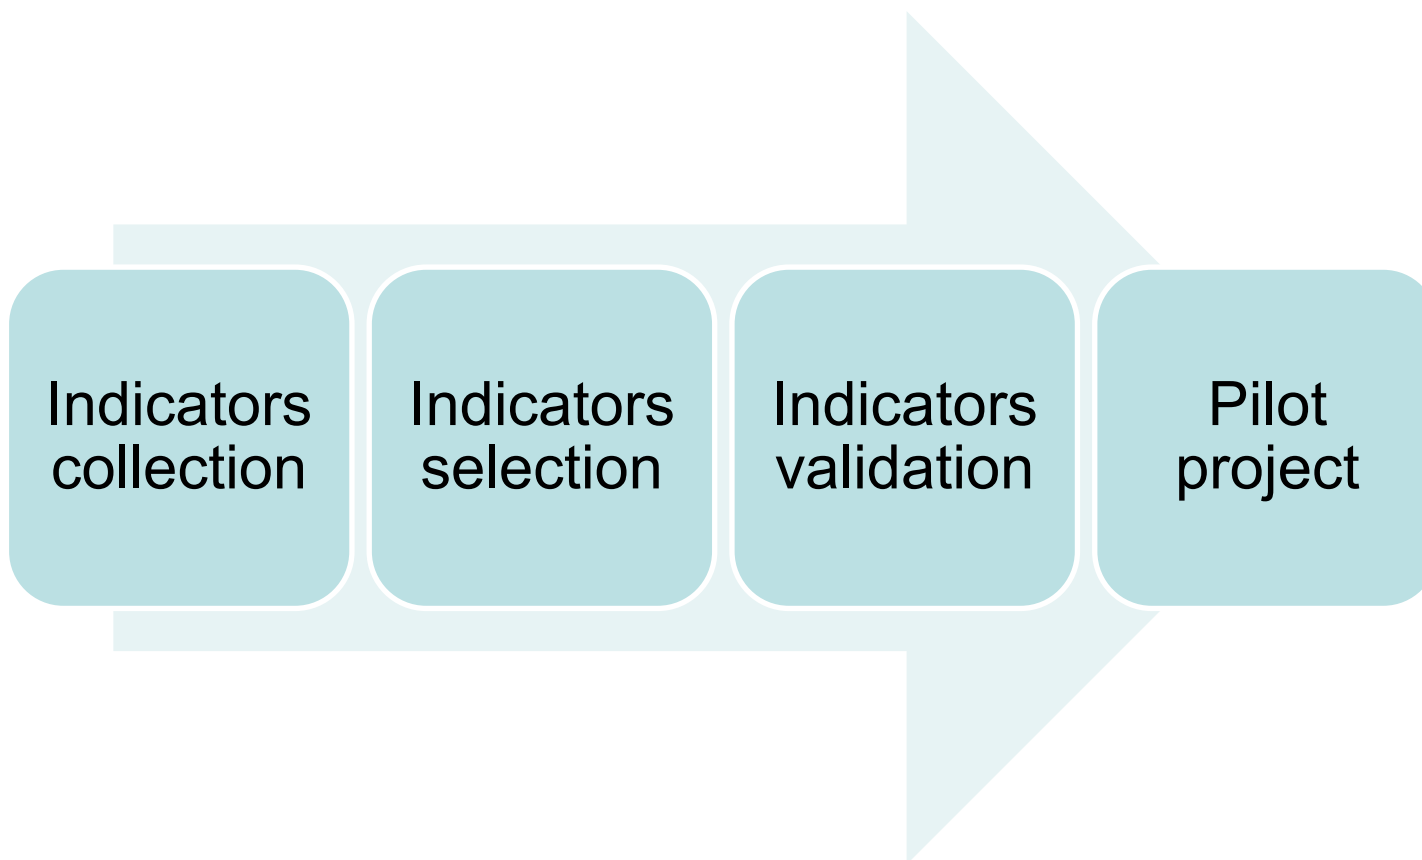 Indicators
collection
Indicators
selection
Indicators
validation
Pilot
project